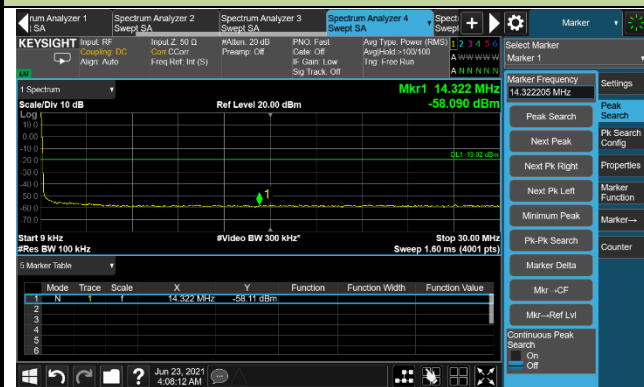 rum Analyzer 1
Spectrum Analyzer 2
Spectrum Analyzer 3
Spectrum Analyzer 4
Spect
Marker
SA
Swept SA
Swept SA
Swept SA
Swept
KEYSIGHT
Input: RF
Input Z: 50 Ω
#Atten: 20 dB
PNO: Fast
Avg Type: Power (RMS)
1 2 3 4 5 6
Coupling: DC
Corr CCorr
Preamp: Off
Gate: Off
Avg|Hold:>100/100
A W W W W W
Align: Auto
Freq Ref: Int (S)
IF Gain: Low
Trig: Free Run
Sig Track: Off
A N N N N N
LM
Select Marker
Marker 1
1 Spectrum
Mkr1 14.322 MHz
Scale/Div 10 dB
Ref Level 20.00 dBm
-58.090 dBm
Log
10.0
0.00
-10.0
-20.0
-30.0
-40.0
-50.0
-60.0
-70.0
1
Start 9 kHz
#Video BW 300 kHz*
Stop 30.00 MHz
#Res BW 100 kHz
Sweep 1.60 ms (4001 pts)
5 Marker Table
Mode Trace Scale X Y Function Function Width Function Value
1 N 1 f 14.322 MHz -58.11 dBm
2
3
4
5
6
Marker Frequency
14.322205 MHz
Peak Search
Next Peak
Next Pk Right
Next Pk Left
Minimum Peak
Pk-Pk Search
Marker Delta
Mkr→CF
Mkr→Ref Lvl
Continuous Peak
Search
On
Off
Settings
Peak
Search
Pk Search
Config
Properties
Marker
Function
Marker→
Counter
?
Jun 23, 2021
4:08:12 AM